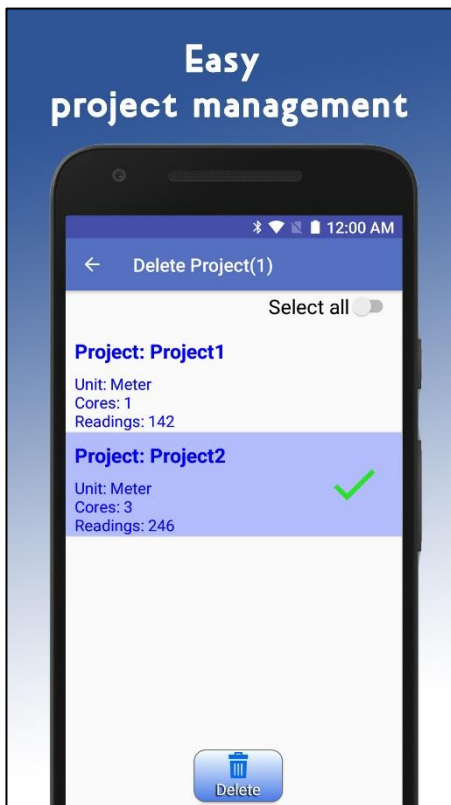 Easy
project management
12:00 AM
Delete Project(1)
Select all
Project: Project1
Unit: Meter
Cores: 1
Readings: 142
Project: Project2
Unit: Meter
Cores: 3
Readings: 246
Delete